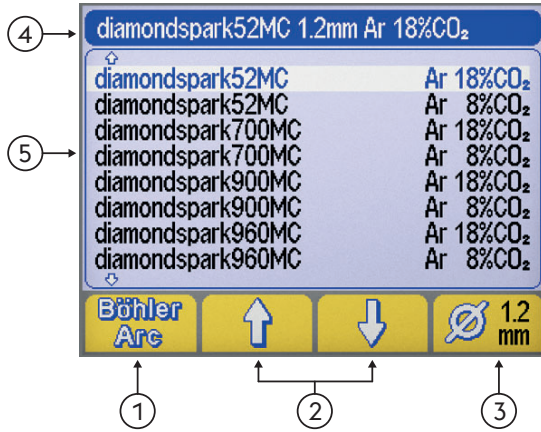 diamondspark52MC 1.2mm Ar 18%CO₂
diamondspark52MC Ar 18%CO₂
diamondspark52MC Ar 8%CO₂
diamondspark700MC Ar 18%CO₂
diamondspark700MC Ar 8%CO₂
diamondspark900MC Ar 18%CO₂
diamondspark900MC Ar 8%CO₂
diamondspark960MC Ar 18%CO₂
diamondspark960MC Ar 8%CO₂
Böhler
Arc
Ø 1.2
mm
4
5
1
2
3